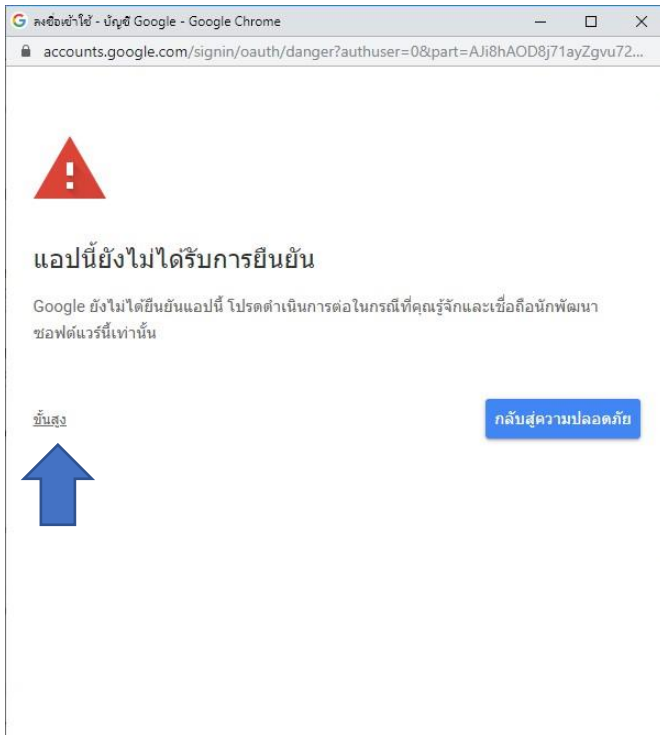 ลงชื่อเข้าใช้ - บัญชี Google - Google Chrome
accounts.google.com/signin/oauth/danger?authuser=0&part=AJi8hAOD8j71ayZgvu72...
แอปนี้ยังไม่ได้รับการยืนยัน
Google ยังไม่ได้ยืนยันแอปนี้ โปรดดำเนินการต่อในกรณีที่คุณรู้จักและเชื่อถือนักพัฒนา
ซอฟต์แวร์นี้เท่านั้น
ขั้นสูง
กลับสู่ความปลอดภัย